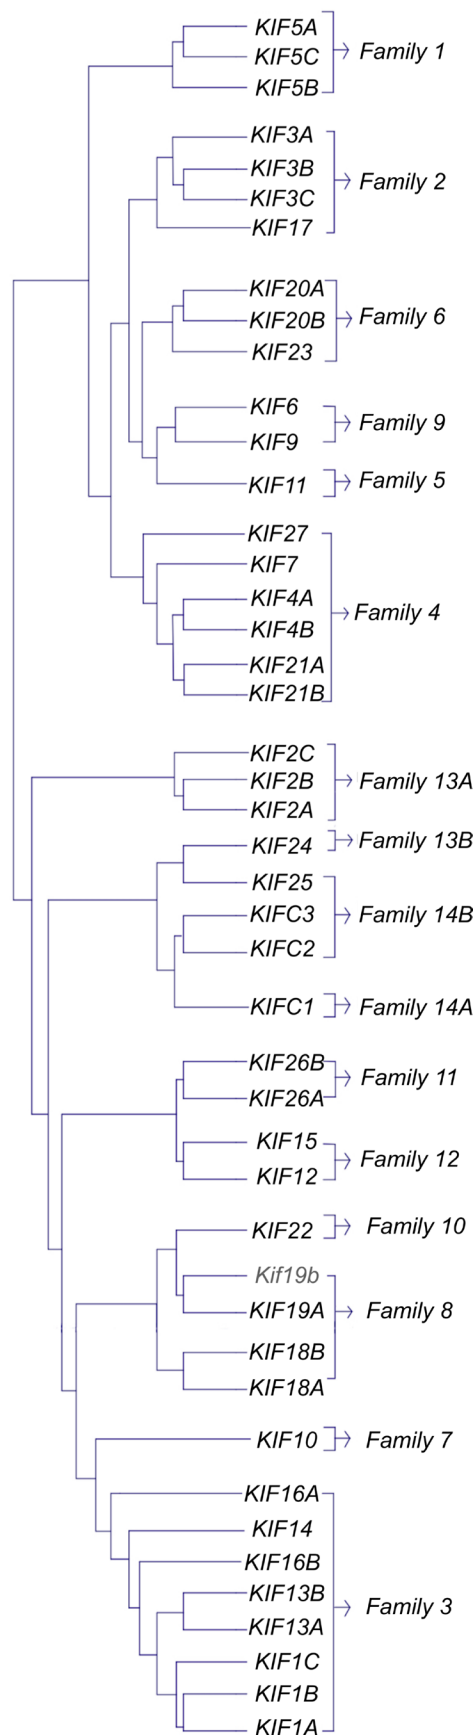 KIF5A
KIF5C
KIF5B
Family 1
KIF3A
KIF3B
KIF3C
KIF17
Family 2
KIF20A
KIF20B
KIF23
Family 6
KIF6
KIF9
Family 9
KIF11
Family 5
KIF27
KIF7
KIF4A
KIF4B
KIF21A
KIF21B
Family 4
KIF2C
KIF2B
KIF2A
Family 13A
KIF24
Family 13B
KIF25
KIFC3
KIFC2
Family 14B
KIFC1
Family 14A
KIF26B
KIF26A
Family 11
KIF15
KIF12
Family 12
KIF22
Family 10
Kif19b
KIF19A
KIF18B
KIF18A
Family 8
KIF10
Family 7
KIF16A
KIF14
KIF16B
KIF13B
KIF13A
KIF1C
KIF1B
KIF1A
Family 3